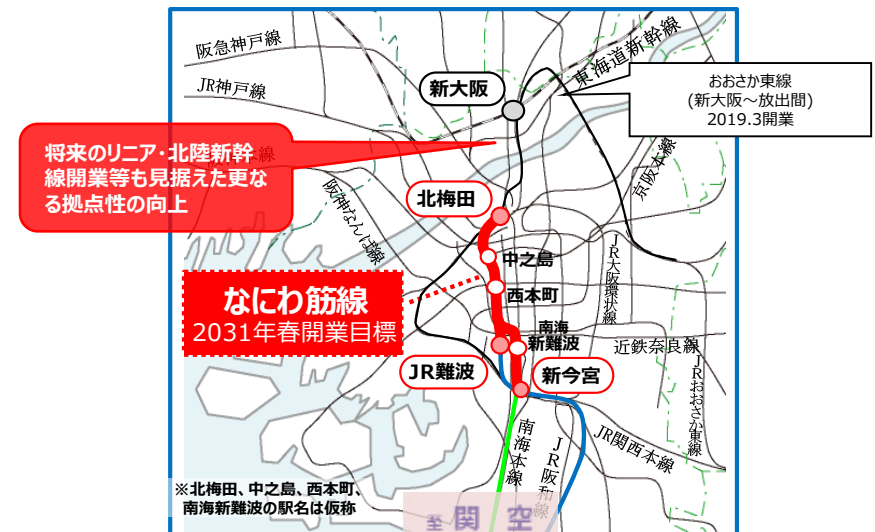 阪急神戸線
JR神戸線
新大阪
東海道新幹線
おおさか東線
(新大阪～放出間)
2019.3開業
将来のリニア・北陸新幹
線開業等も見据えた更な
る拠点性の向上
本線
阪神なんば線
京阪本線
北梅田
中之島
西本町
JR大阪環状線
なにわ筋線
2031年春開業目標
南海
新難波
近鉄奈良線
JR難波
新今宮
JRおおさか東線
南海本線
JR阪和線
JR関西本線
※北梅田、中之島、西本町、
南海新難波の駅名は仮称
至 関 空